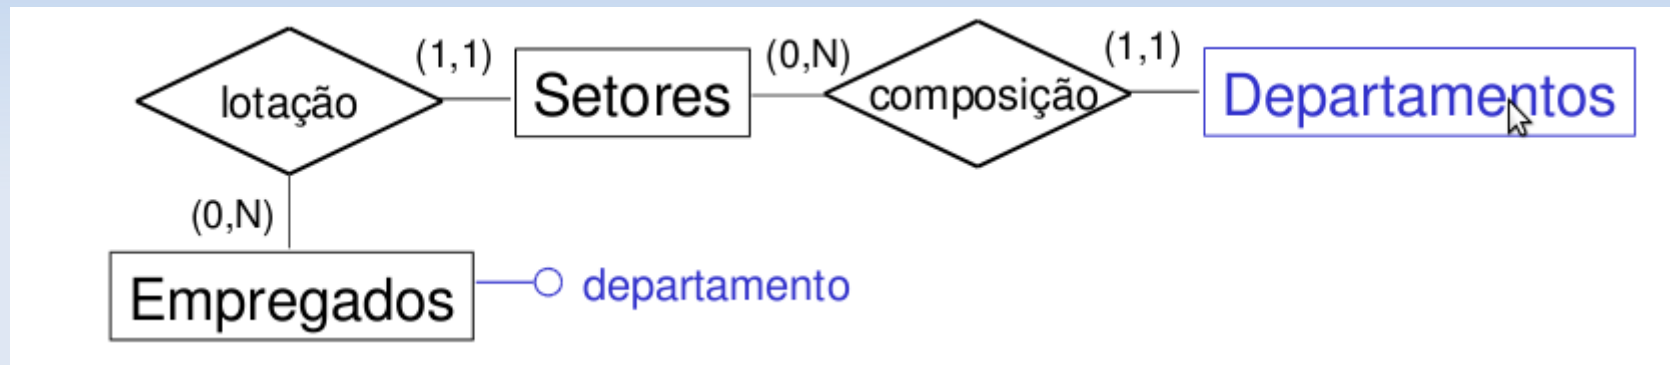 (1,1)
(0,N)
(1,1)
lotação
Setores
composição
Departamentos
(0,N)
Empregados
departamento